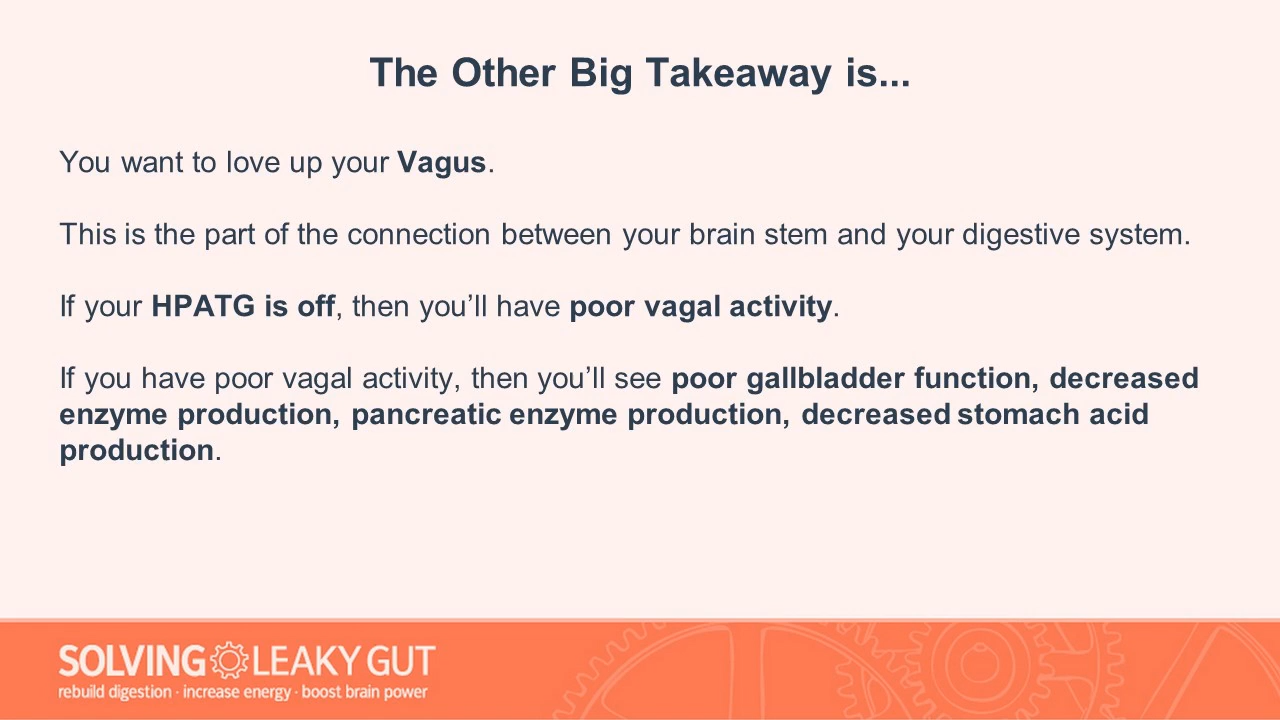 The Other Big Takeaway is...
You want to love up your Vagus.
This is the part of the connection between your brain stem and your digestive system.
If your HPATG is off, then you’ll have poor vagal activity.
If you have poor vagal activity, then you’ll see poor gallbladder function, decreased
enzyme production, pancreatic enzyme production, decreased stomach acid
production.
SOLVING LEAKY GUT
rebuild digestion · increase energy · boost brain power